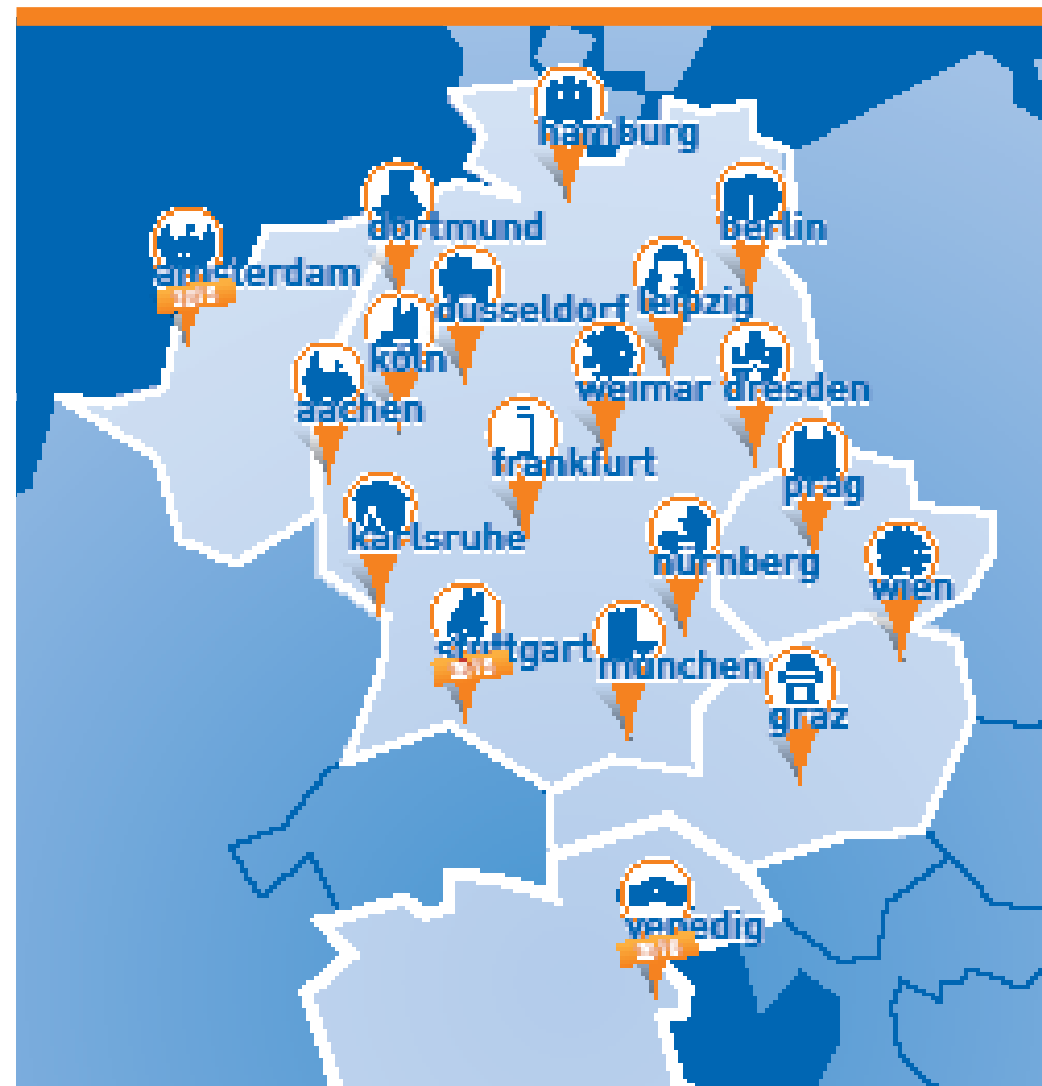 hamburg
dortmund
berlin
amsterdam
düsseldorf
leipzig
köln
weimar
dresden
aachen
frankfurt
prag
karlsruhe
nürnberg
wien
stuttgart
münchen
graz
venedig